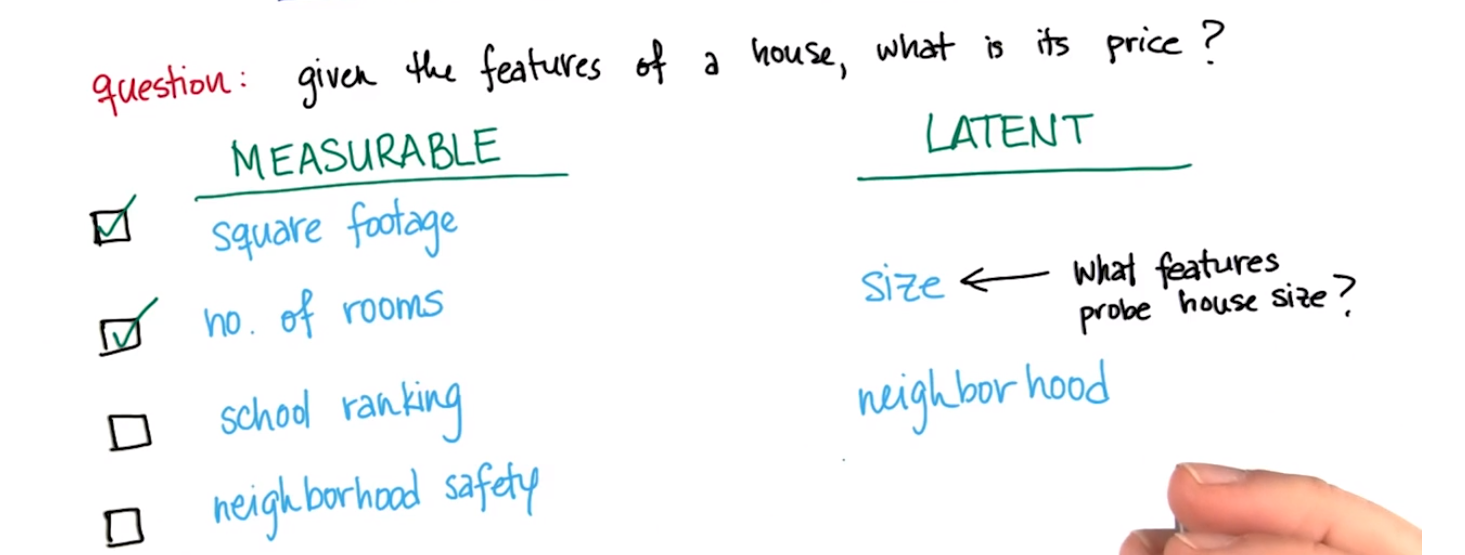 question: given the features of a house, what is its price?
MEASURABLE
square footage
no. of rooms
school ranking
neighborhood safety
LATENT
size ← what features
probe house size?
neighborhood